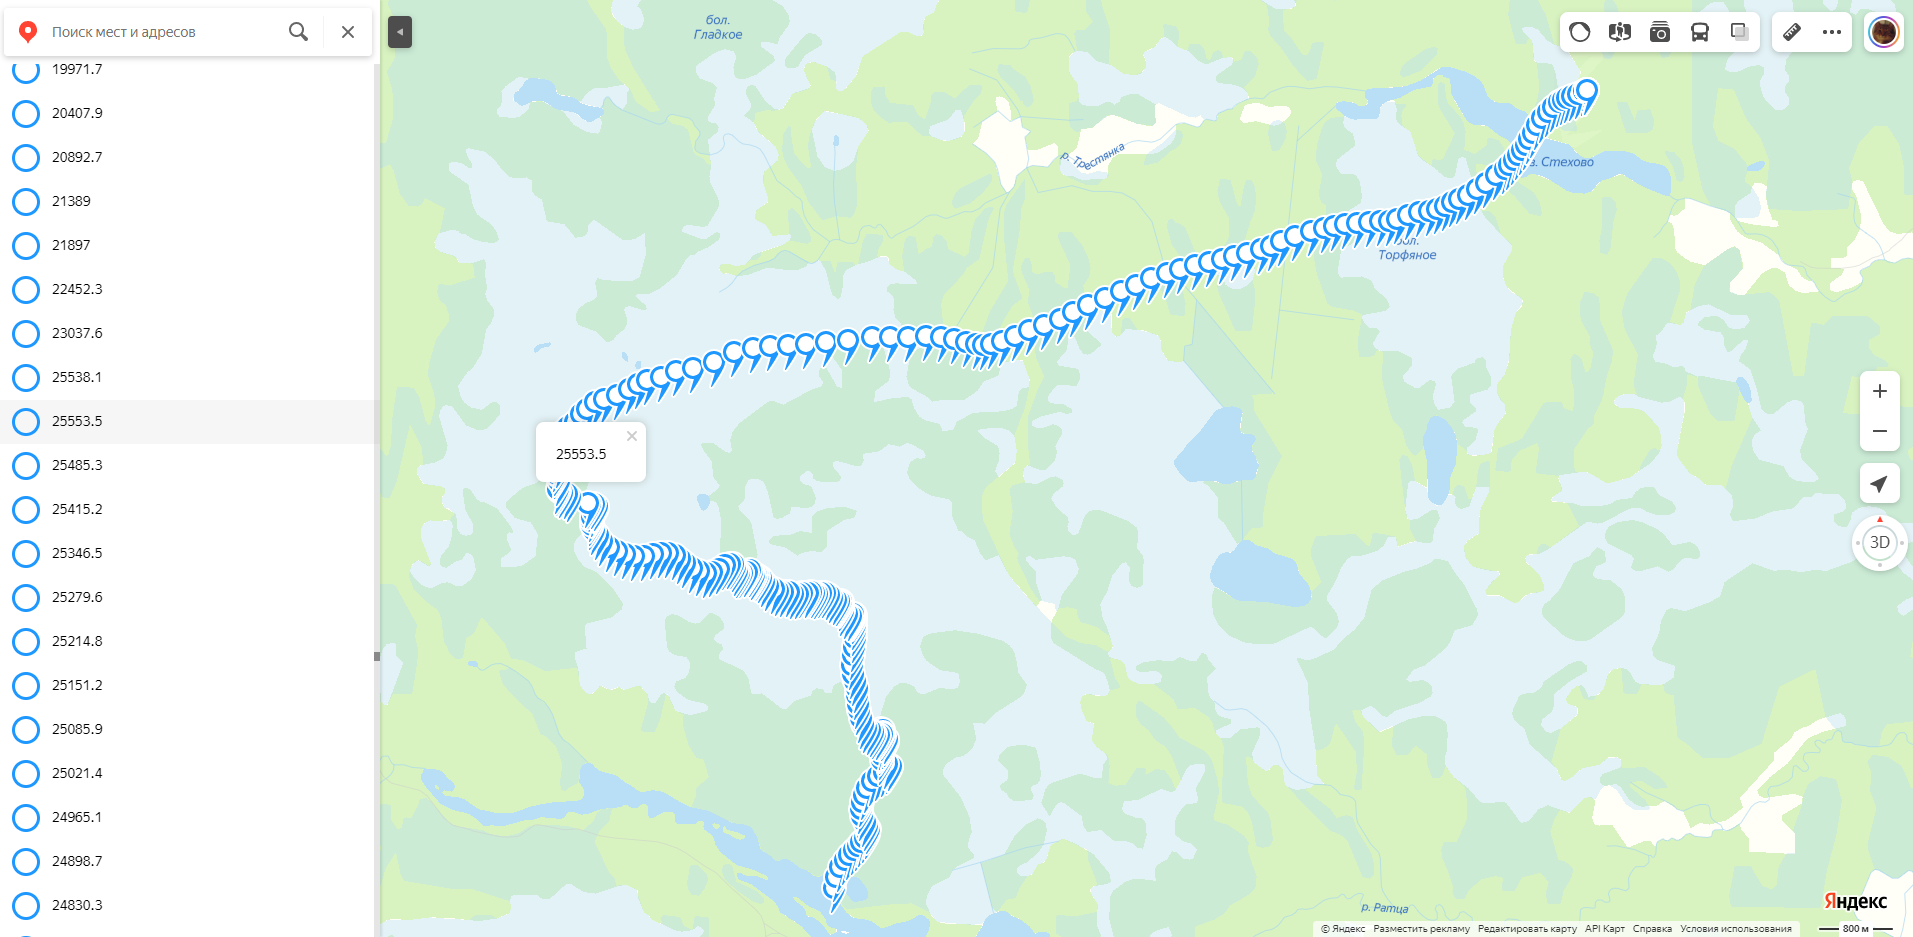 Поиск мест и адресов
19971.7
20407.9
20892.7
21389
21897
22452.3
23037.6
25538.1
25553.5
25485.3
25415.2
25346.5
25279.6
25214.8
25151.2
25085.9
25021.4
24965.1
24898.7
24830.3
бол.
Гладкое
р. Трестянка
оз. Стехово
бол.
Торфяное
25553.5
3D
р. Ратца
Яндекс
© Яндекс Разместить рекламу Редактировать карту API Карт Справка Условия использования
800 м